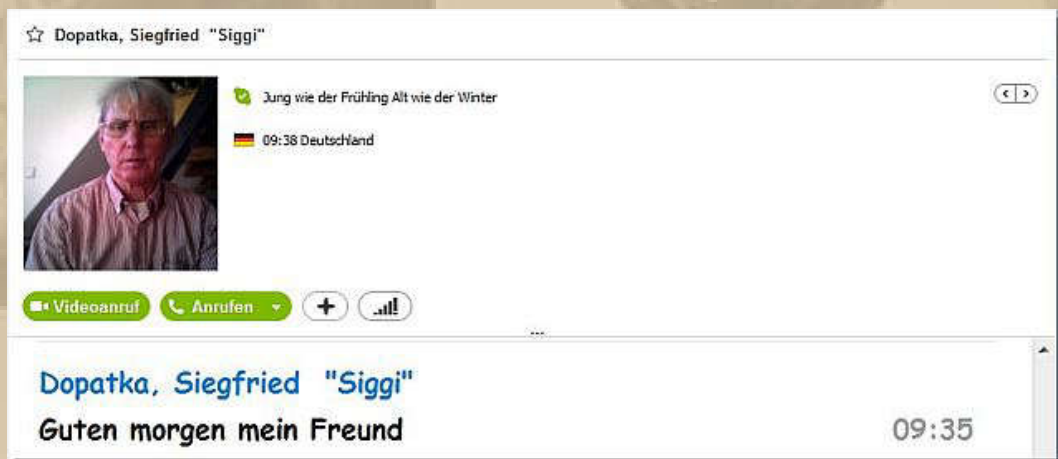 Dopatka, Siegfried "Siggi"
Jung wie der Frühling Alt wie der Winter
09:38 Deutschland
Videoanruf Anrufen
Dopatka, Siegfried "Siggi"
Guten morgen mein Freund 09:35